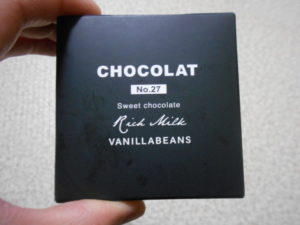 CHOCOLAT
No.27
Sweet chocolate
Rich Milk
VANILLABEANS